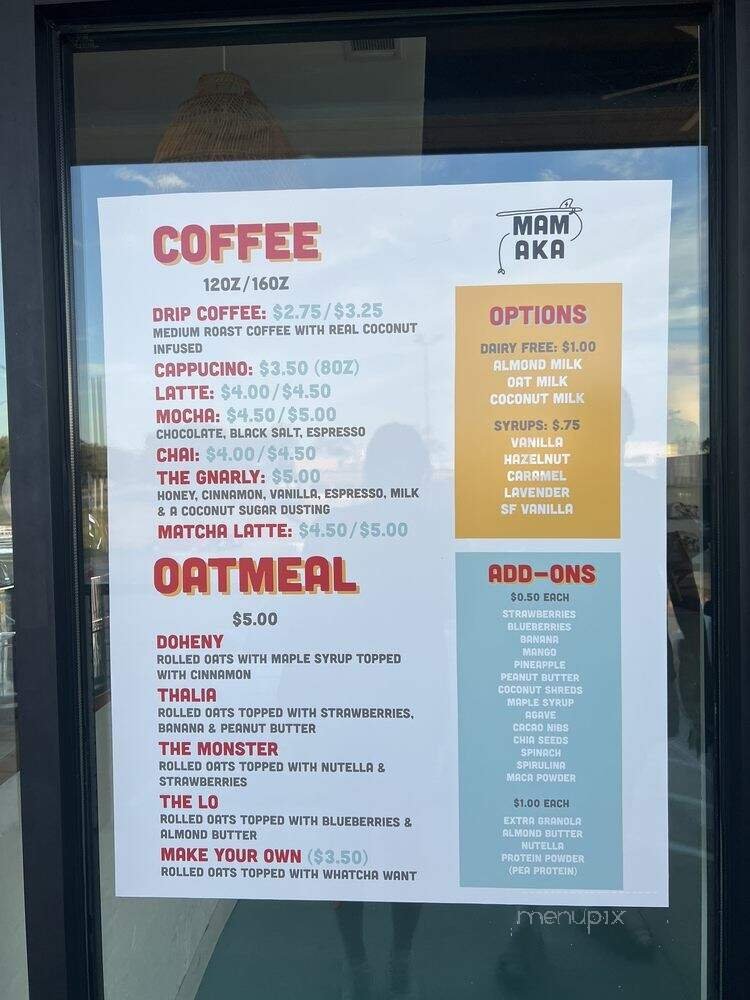 COFFEE
12OZ/16OZ
DRIP COFFEE: $2.75/$3.25
MEDIUM ROAST COFFEE WITH REAL COCONUT
INFUSED
CAPPUCINO: $3.50 (8OZ)
LATTE: $4.00/$4.50
MOCHA: $4.50/$5.00
CHOCOLATE, BLACK SALT, ESPRESSO
CHAI: $4.00/$4.50
THE GNARLY: $5.00
HONEY, CINNAMON, VANILLA, ESPRESSO, MILK
& A COCONUT SUGAR DUSTING
MATCHA LATTE: $4.50/$5.00
OATMEAL
$5.00
DOHENY
ROLLED OATS WITH MAPLE SYRUP TOPPED
WITH CINNAMON
THALIA
ROLLED OATS TOPPED WITH STRAWBERRIES,
BANANA & PEANUT BUTTER
THE MONSTER
ROLLED OATS TOPPED WITH NUTELLA &
STRAWBERRIES
THE LO
ROLLED OATS TOPPED WITH BLUEBERRIES &
ALMOND BUTTER
MAKE YOUR OWN ($3.50)
ROLLED OATS TOPPED WITH WHATCHA WANT
MAM
AKA
OPTIONS
DAIRY FREE: $1.00
ALMOND MILK
OAT MILK
COCONUT MILK
SYRUPS: $.75
VANILLA
HAZELNUT
CARAMEL
LAVENDER
SF VANILLA
ADD-ONS
$0.50 EACH
STRAWBERRIES
BLUEBERRIES
BANANA
MANGO
PINEAPPLE
PEANUT BUTTER
COCONUT SHREDS
MAPLE SYRUP
AGAVE
CACAO NIBS
CHIA SEEDS
SPINACH
SPIRULINA
MACA POWDER
$1.00 EACH
EXTRA GRANOLA
ALMOND BUTTER
NUTELLA
PROTEIN POWDER
(PEA PROTEIN)
menupix